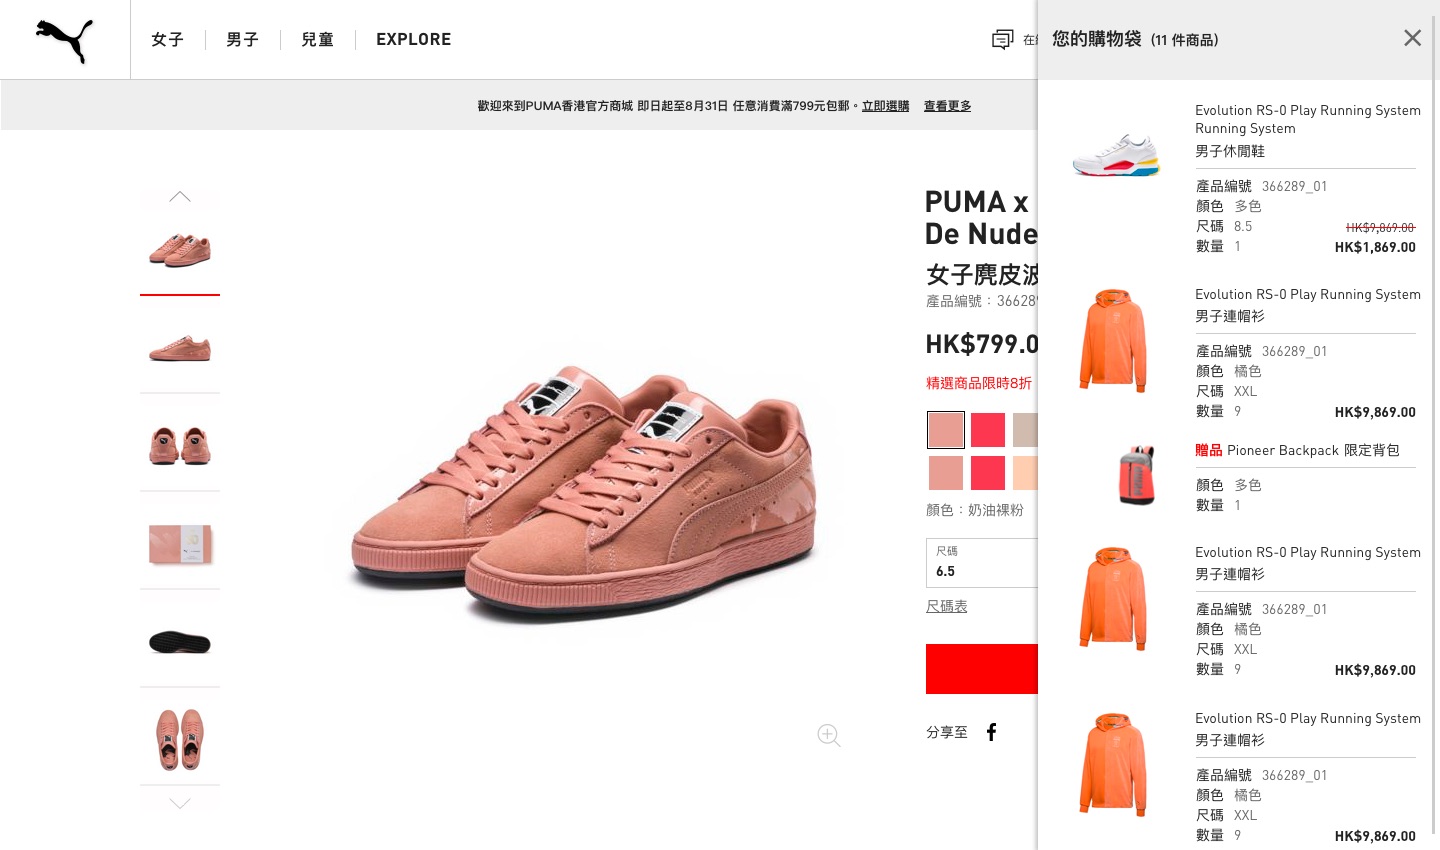 女子
男子
兒童
EXPLORE
歡迎來到PUMA香港官方商城 即日起至8月31日 任意消費滿799元包郵。立即選購 查看更多
PUMA x
De Nude
女子麂皮
產品編號：36628
HK$799.0
精選商品限時8折
顏色：奶油裸粉
尺碼
6.5
尺碼表
分享至
您的購物袋 (11 件商品)
Evolution RS-0 Play Running System
Running System
男子休閒鞋
產品編號 366289_01
顏色 多色
尺碼 8.5
HK$9,869.00
數量 1
HK$1,869.00
Evolution RS-0 Play Running System
男子連帽衫
產品編號 366289_01
顏色 橘色
尺碼 XXL
數量 9
HK$9,869.00
贈品 Pioneer Backpack 限定背包
顏色 多色
數量 1
Evolution RS-0 Play Running System
男子連帽衫
產品編號 366289_01
顏色 橘色
尺碼 XXL
數量 9
HK$9,869.00
Evolution RS-0 Play Running System
男子連帽衫
產品編號 366289_01
顏色 橘色
尺碼 XXL
數量 9
HK$9,869.00